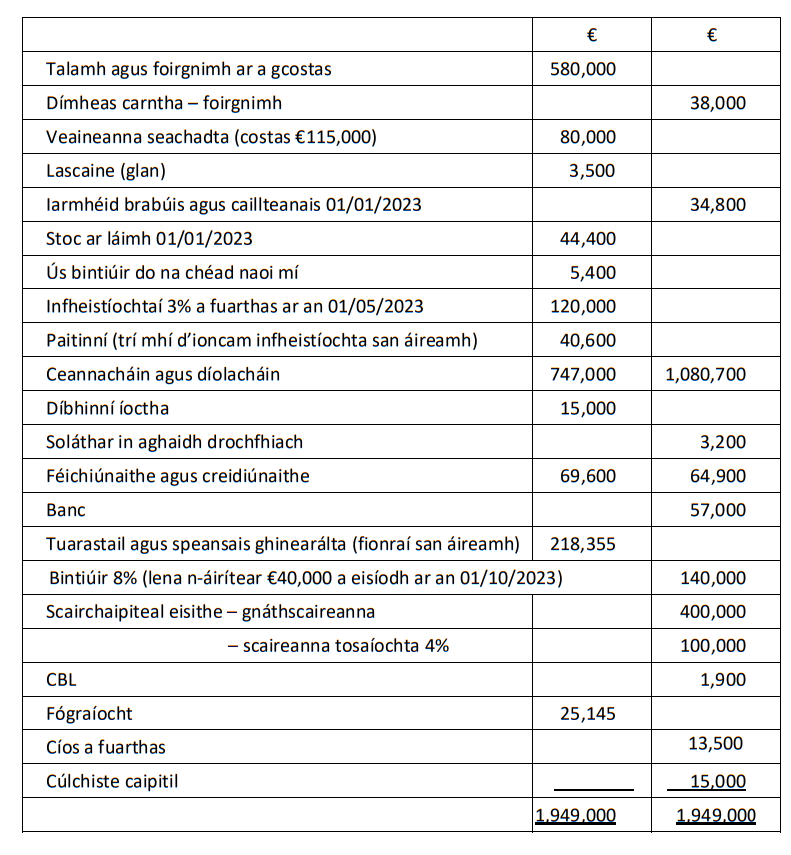 € €
Talamh agus foirgnimh ar a gcostas 580,000
Dímheas carntha – foirgnimh 38,000
Veaineanna seachadta (costas €115,000) 80,000
Lascaine (glan) 3,500
Iarmhéid brabúis agus caillteanais 01/01/2023 34,800
Stoc ar láimh 01/01/2023 44,400
Ús bintiúir do na chéad naoi mí 5,400
Infheistíochtaí 3% a fuarthas ar an 01/05/2023 120,000
Paitinní (trí mhí d’ioncam infheistíochta san áireamh) 40,600
Ceannacháin agus díolacháin 747,000 1,080,700
Díbhinní íoctha 15,000
Soláthar in aghaidh drochfhiach 3,200
Féichiúnaithe agus creidiúnaithe 69,600 64,900
Banc 57,000
Tuarastail agus speansais ghinearálta (fionraí san áireamh) 218,355
Bintiúir 8% (lena n-áirítear €40,000 a eisíodh ar an 01/10/2023) 140,000
Scairchaipiteal eisithe – gnáthscaireanna 400,000
– scaireanna tosaíochta 4% 100,000
CBL 1,900
Fógraíocht 25,145
Cíos a fuarthas 13,500
Cúlchiste caipitil 15,000
1,949,000 1,949,000